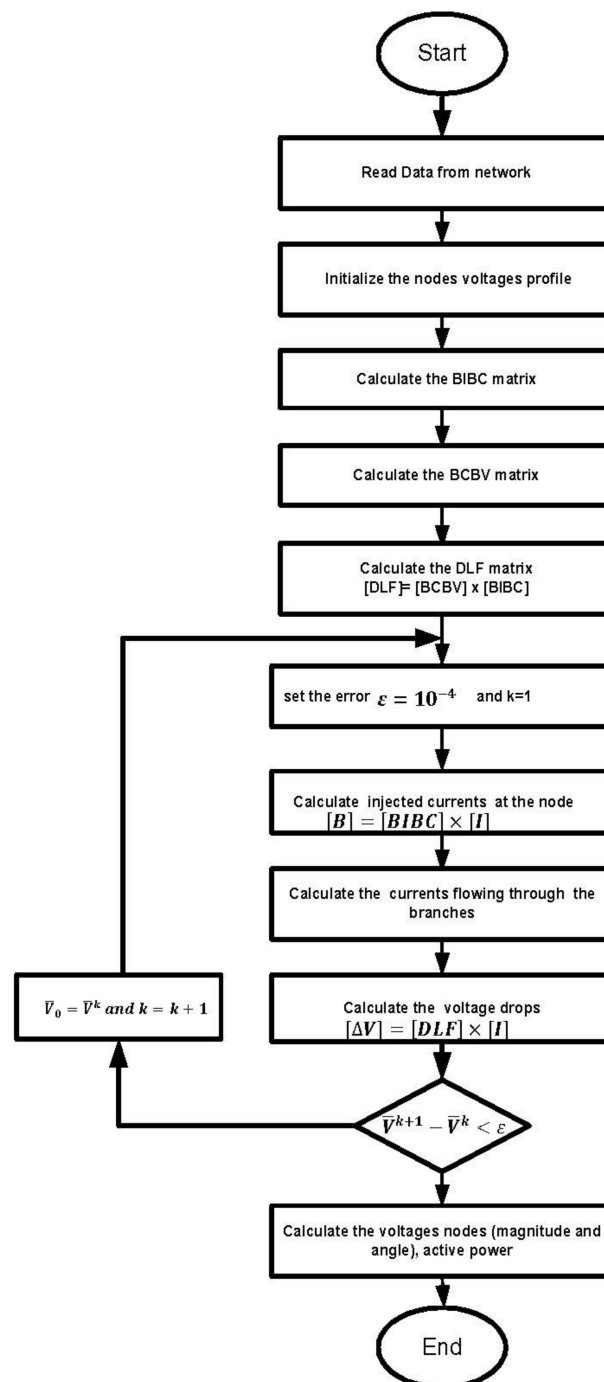 Start
Read Data from network
Initialize the nodes voltages profile
Calculate the BIBC matrix
Calculate the BCBV matrix
Calculate the DLF matrix
[DLF]= [BCBV] x [BIBC]
set the error ε = 10⁻⁴ and k=1
Calculate injected currents at the node
[B] = [BIBC] × [I]
Calculate the currents flowing through the
branches
V̅₀ = V̅ᵏ and k = k + 1
Calculate the voltage drops
[ΔV] = [DLF] × [I]
V̅ᵏ⁺¹ − V̅ᵏ < ε
Calculate the voltages nodes (magnitude and
angle), active power
End